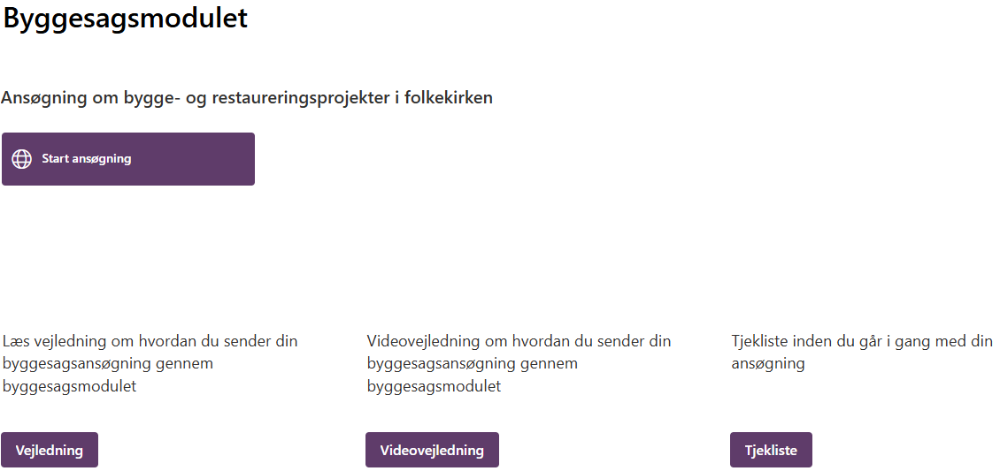 Byggesagsmodulet
Ansøgning om bygge- og restaureringsprojekter i folkekirken
Start ansøgning
Læs vejledning om hvordan du sender din
byggesagsansøgning gennem
byggesagsmodulet
Vejledning
Videovejledning om hvordan du sender din
byggesagsansøgning gennem
byggesagsmodulet
Videovejledning
Tjekliste inden du går i gang med din
ansøgning
Tjekliste